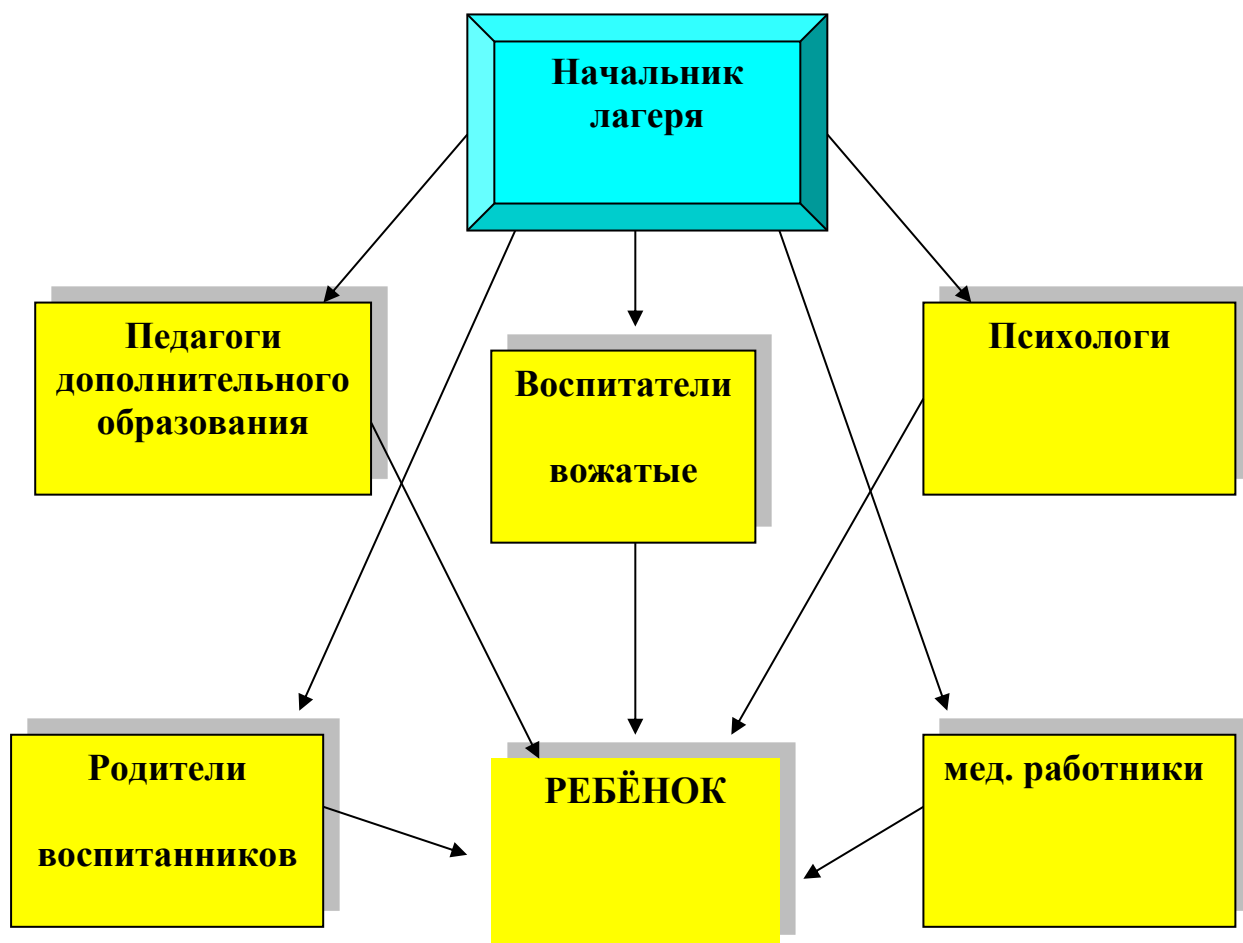 Начальник
лагеря
Педагоги
дополнительного
образования
Воспитатели
вожатые
Психологи
Родители
воспитанников
РЕБЁНОК
мед. работники